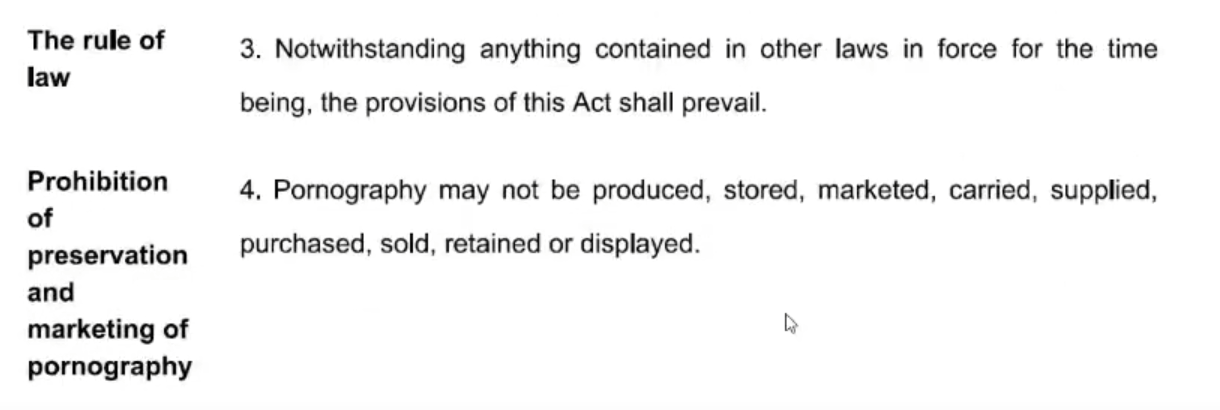 The rule of
law
3. Notwithstanding anything contained in other laws in force for the time
being, the provisions of this Act shall prevail.
Prohibition
of
preservation
and
marketing of
pornography
4. Pornography may not be produced, stored, marketed, carried, supplied,
purchased, sold, retained or displayed.